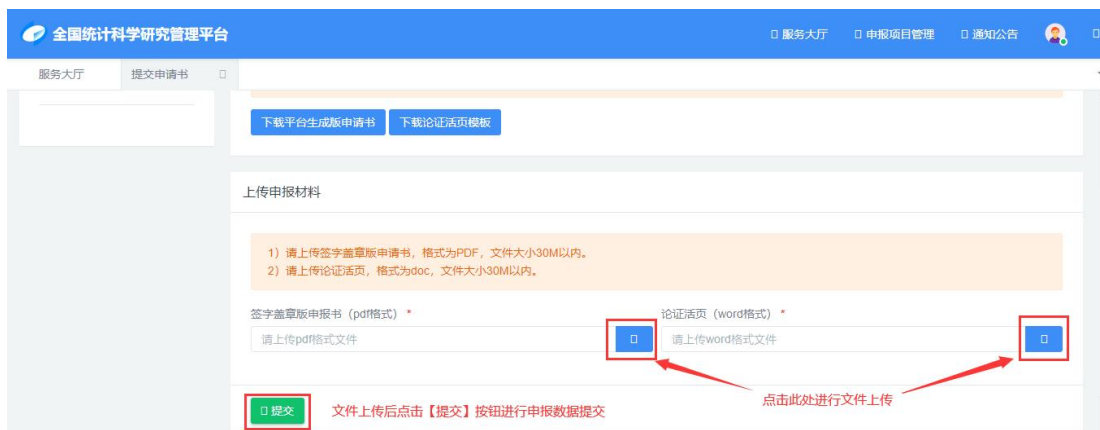 全国统计科学研究管理平台
服务大厅 申报项目管理 通知公告
服务大厅 提交申请书
下载平台生成版申请书 下载论证活页模板
上传申报材料
1）请上传签字盖章版申请书，格式为PDF，文件大小30M以内。
2）请上传论证活页，格式为doc，文件大小30M以内。
签字盖章版申报书（pdf格式）* 论证活页（word格式）*
请上传pdf格式文件 请上传word格式文件
点击此处进行文件上传
提交 文件上传后点击【提交】按钮进行申报数据提交